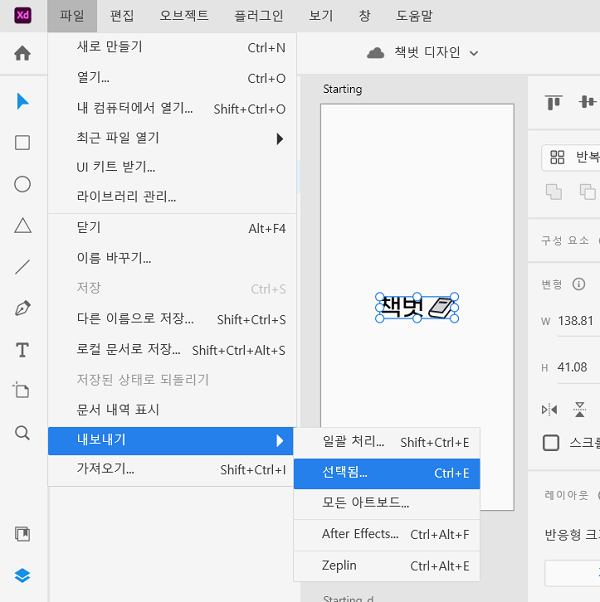 Xd 파일 편집 오브젝트 플러그인 보기 창 도움말
책벗 디자인
새로 만들기 Ctrl+N
열기... Ctrl+O
내 컴퓨터에서 열기... Shift+Ctrl+O
최근 파일 열기
UI 키트 받기...
라이브러리 관리...
닫기 Alt+F4
이름 바꾸기...
저장 Ctrl+S
다른 이름으로 저장... Shift+Ctrl+S
로컬 문서로 저장... Shift+Ctrl+Alt+S
저장된 상태로 되돌리기
문서 내역 표시
내보내기
가져오기... Shift+Ctrl+I
일괄 처리... Shift+Ctrl+E
선택됨... Ctrl+E
모든 아트보드...
After Effects... Ctrl+Alt+F
Zeplin Ctrl+Alt+E
Starting
책벗
Starting_d
반복
구성 요소
변형
W 138.81
H 41.08
스크롤
레이아웃
반응형 크